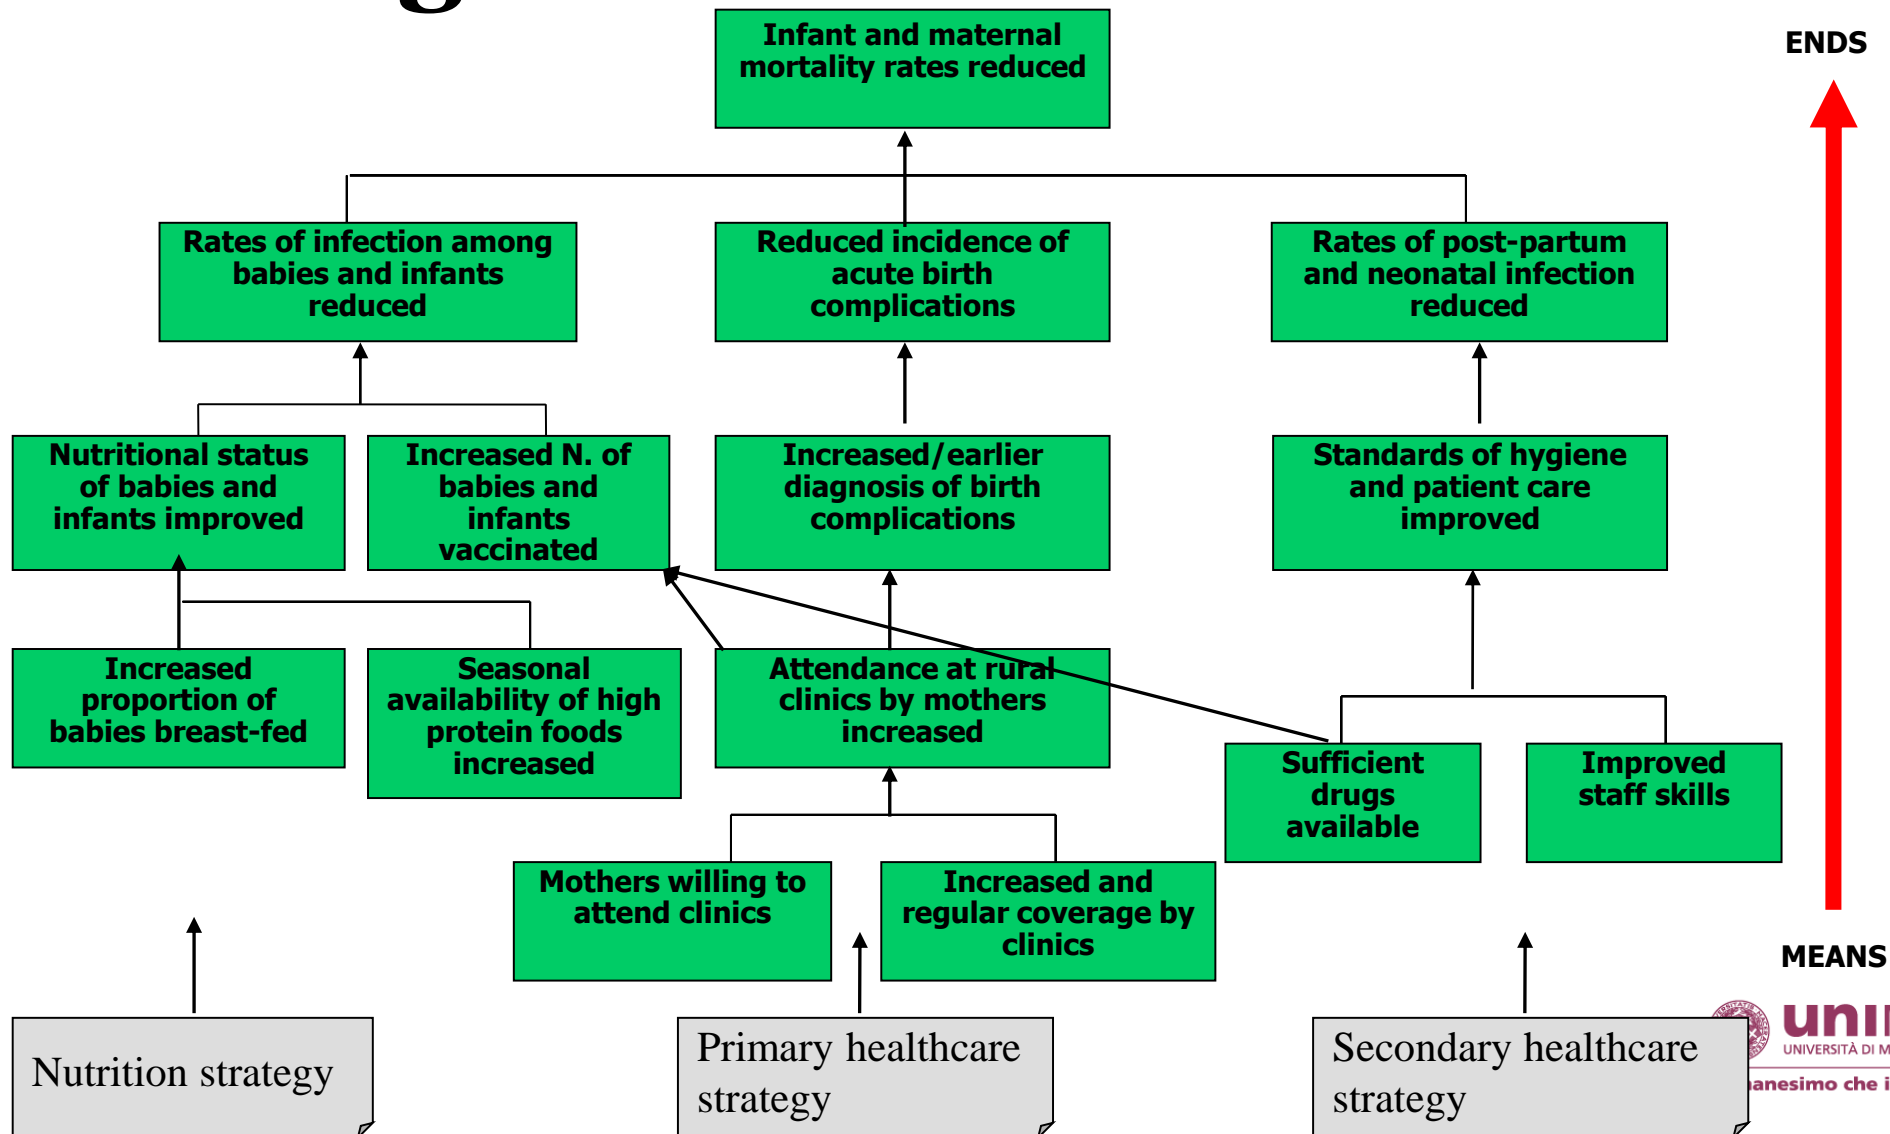 Infant and maternal
mortality rates reduced
ENDS
Rates of infection among
babies and infants
reduced
Reduced incidence of
acute birth
complications
Rates of post-partum
and neonatal infection
reduced
Nutritional status
of babies and
infants improved
Increased N. of
babies and
infants
vaccinated
Increased/earlier
diagnosis of birth
complications
Standards of hygiene
and patient care
improved
Increased
proportion of
babies breast-fed
Seasonal
availability of high
protein foods
increased
Attendance at rural
clinics by mothers
increased
Sufficient
drugs
available
Improved
staff skills
Mothers willing to
attend clinics
Increased and
regular coverage by
clinics
MEANS
Nutrition strategy
Primary healthcare
strategy
Secondary healthcare
strategy
UNIVERSITÀ DI
che